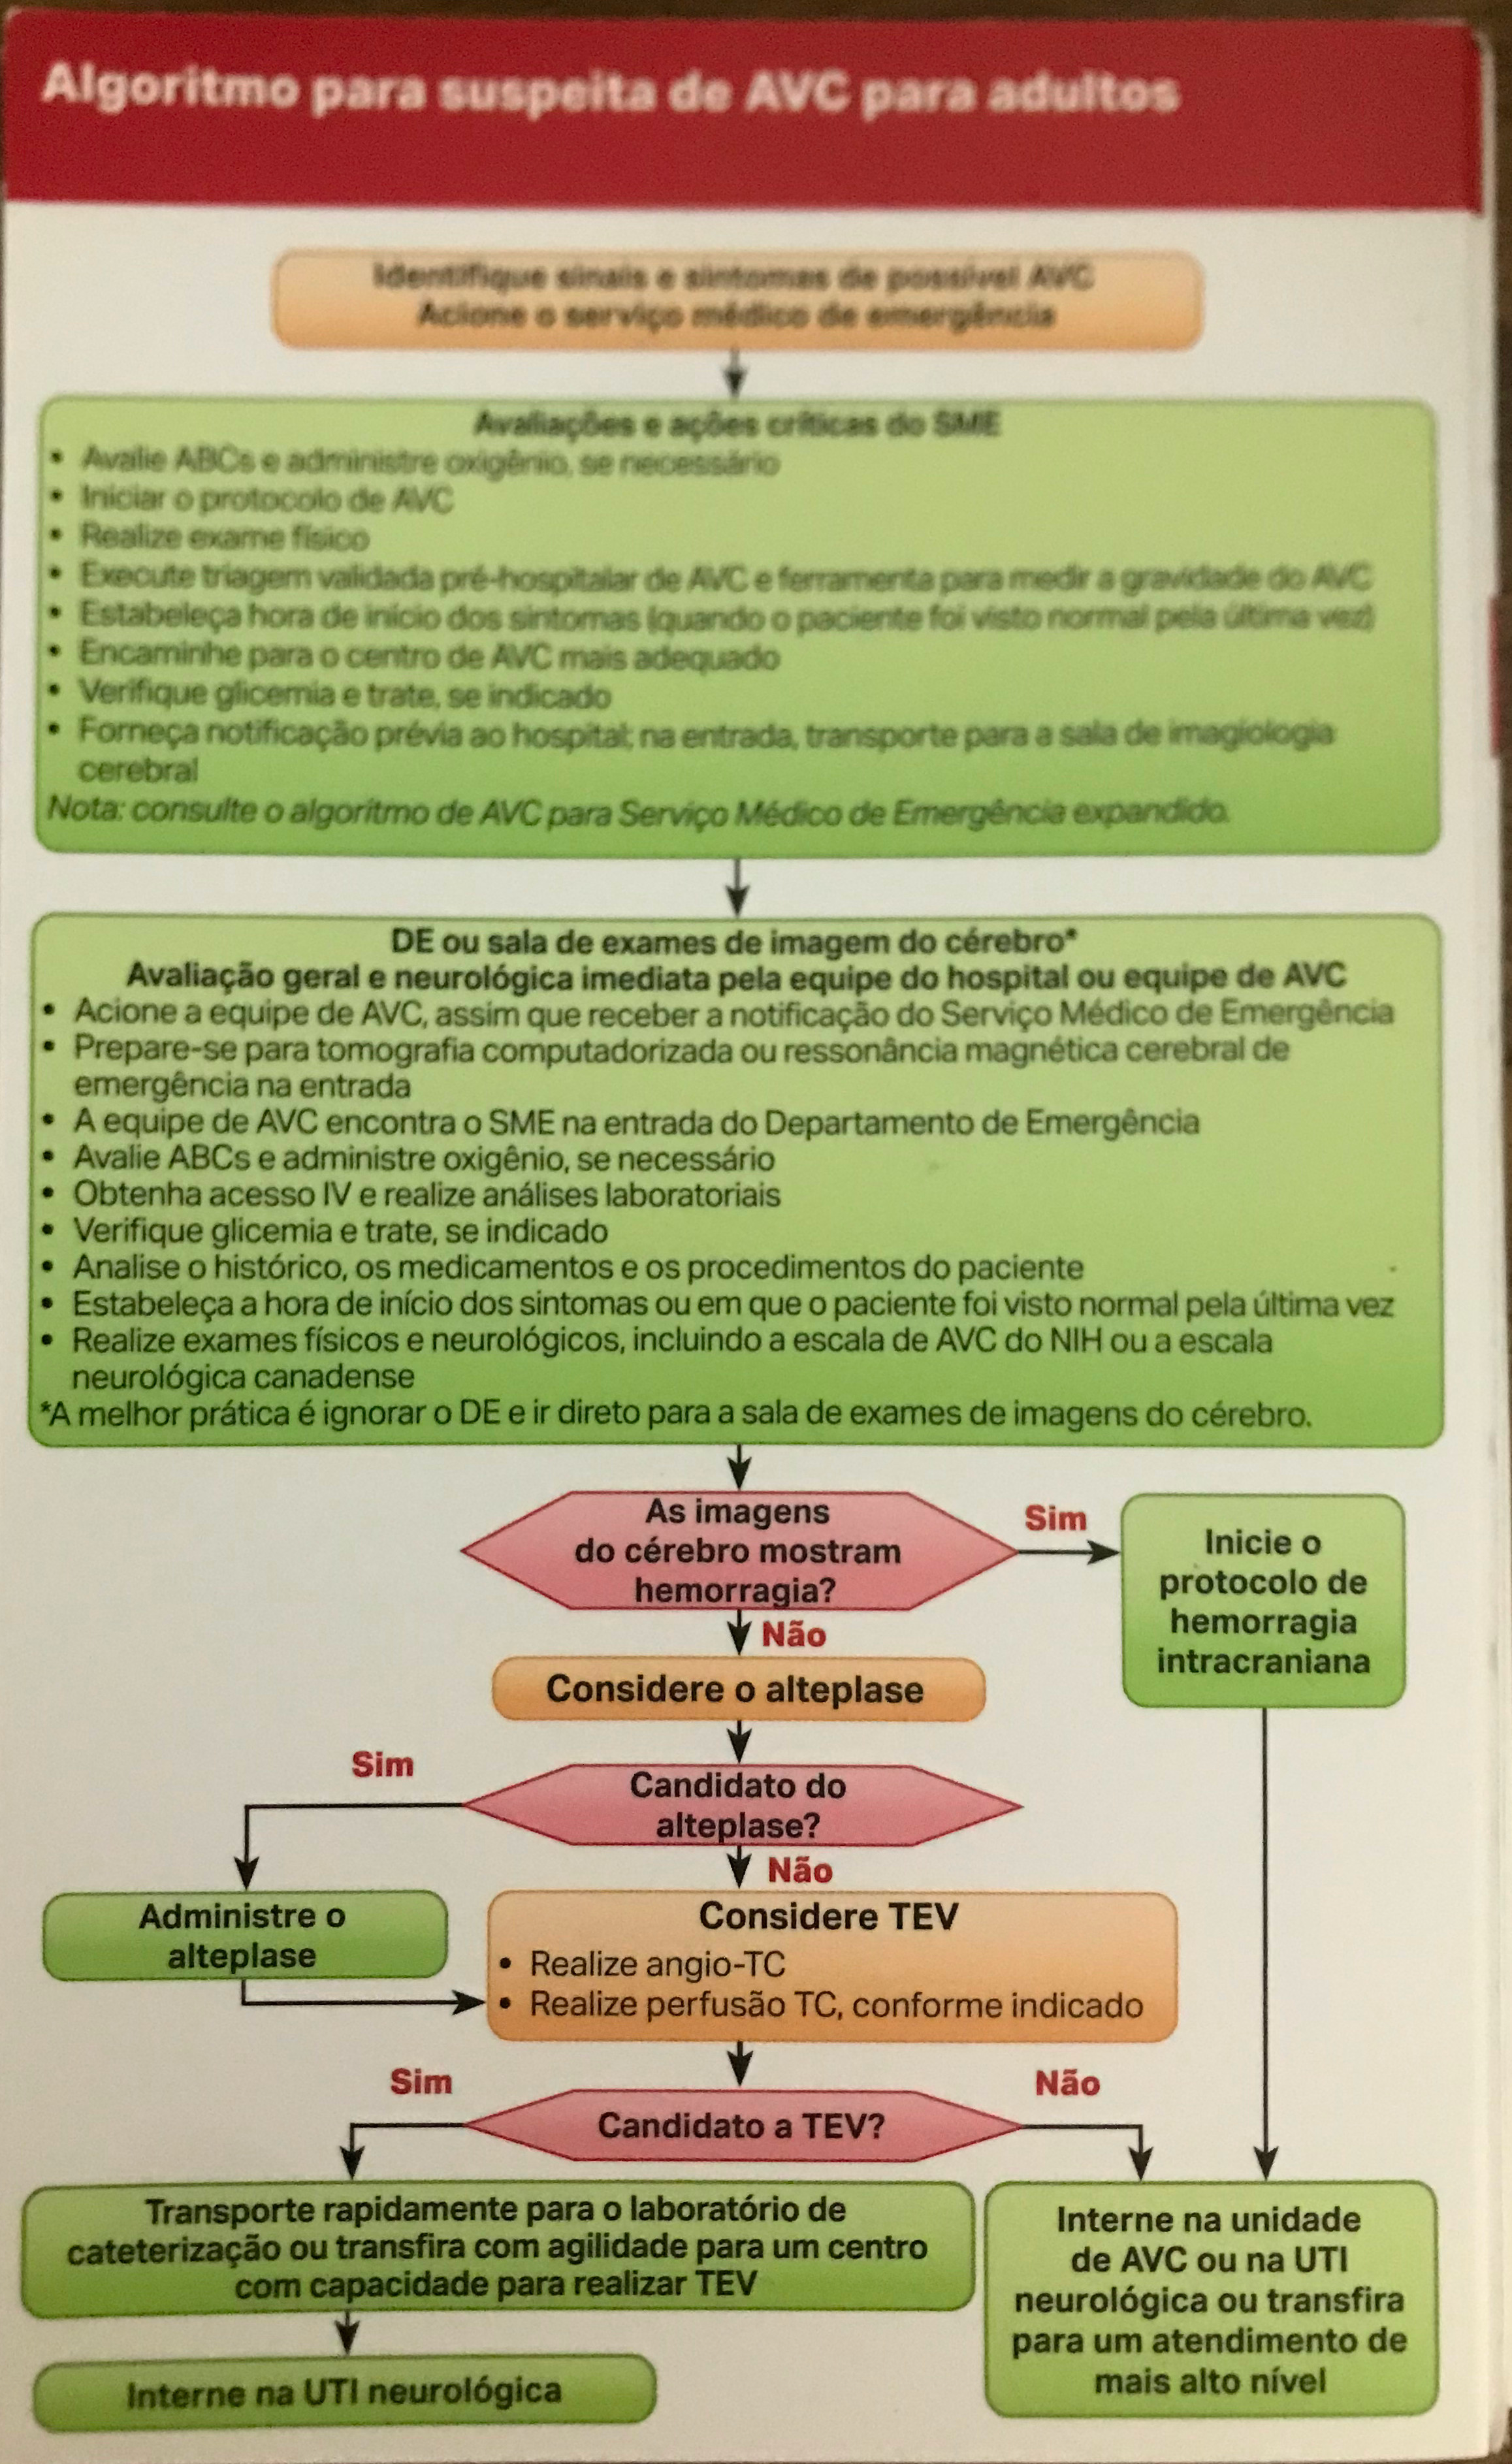 Algoritmo para suspeita de AVC para adultos
Identifique sinais e sintomas de possível AVC
Acione o serviço médico de emergência
Avaliações e ações críticas do SME
• Avalie ABCs e administre oxigênio, se necessário
• Iniciar o protocolo de AVC
• Realize exame físico
• Execute triagem validada pré-hospitalar de AVC e ferramenta para medir a gravidade do AVC
• Estabeleça hora de início dos sintomas (quando o paciente foi visto normal pela última vez)
• Encaminhe para o centro de AVC mais adequado
• Verifique glicemia e trate, se indicado
• Forneça notificação prévia ao hospital; na entrada, transporte para a sala de imagiologia
cerebral
Nota: consulte o algoritmo de AVC para Serviço Médico de Emergência expandido.
DE ou sala de exames de imagem do cérebro*
Avaliação geral e neurológica imediata pela equipe do hospital ou equipe de AVC
• Acione a equipe de AVC, assim que receber a notificação do Serviço Médico de Emergência
• Prepare-se para tomografia computadorizada ou ressonância magnética cerebral de
emergência na entrada
• A equipe de AVC encontra o SME na entrada do Departamento de Emergência
• Avalie ABCs e administre oxigênio, se necessário
• Obtenha acesso IV e realize análises laboratoriais
• Verifique glicemia e trate, se indicado
• Analise o histórico, os medicamentos e os procedimentos do paciente
• Estabeleça a hora de início dos sintomas ou em que o paciente foi visto normal pela última vez
• Realize exames físicos e neurológicos, incluindo a escala de AVC do NIH ou a escala
neurológica canadense
*A melhor prática é ignorar o DE e ir direto para a sala de exames de imagens do cérebro.
As imagens
do cérebro mostram
hemorragia?
Sim
Inicie o
protocolo de
hemorragia
intracraniana
Não
Considere o alteplase
Sim
Candidato do
alteplase?
Não
Administre o
alteplase
Considere TEV
• Realize angio-TC
• Realize perfusão TC, conforme indicado
Sim
Candidato a TEV?
Não
Transporte rapidamente para o laboratório de
cateterização ou transfira com agilidade para um centro
com capacidade para realizar TEV
Interne na unidade
de AVC ou na UTI
neurológica ou transfira
para um atendimento de
mais alto nível
Interne na UTI neurológica